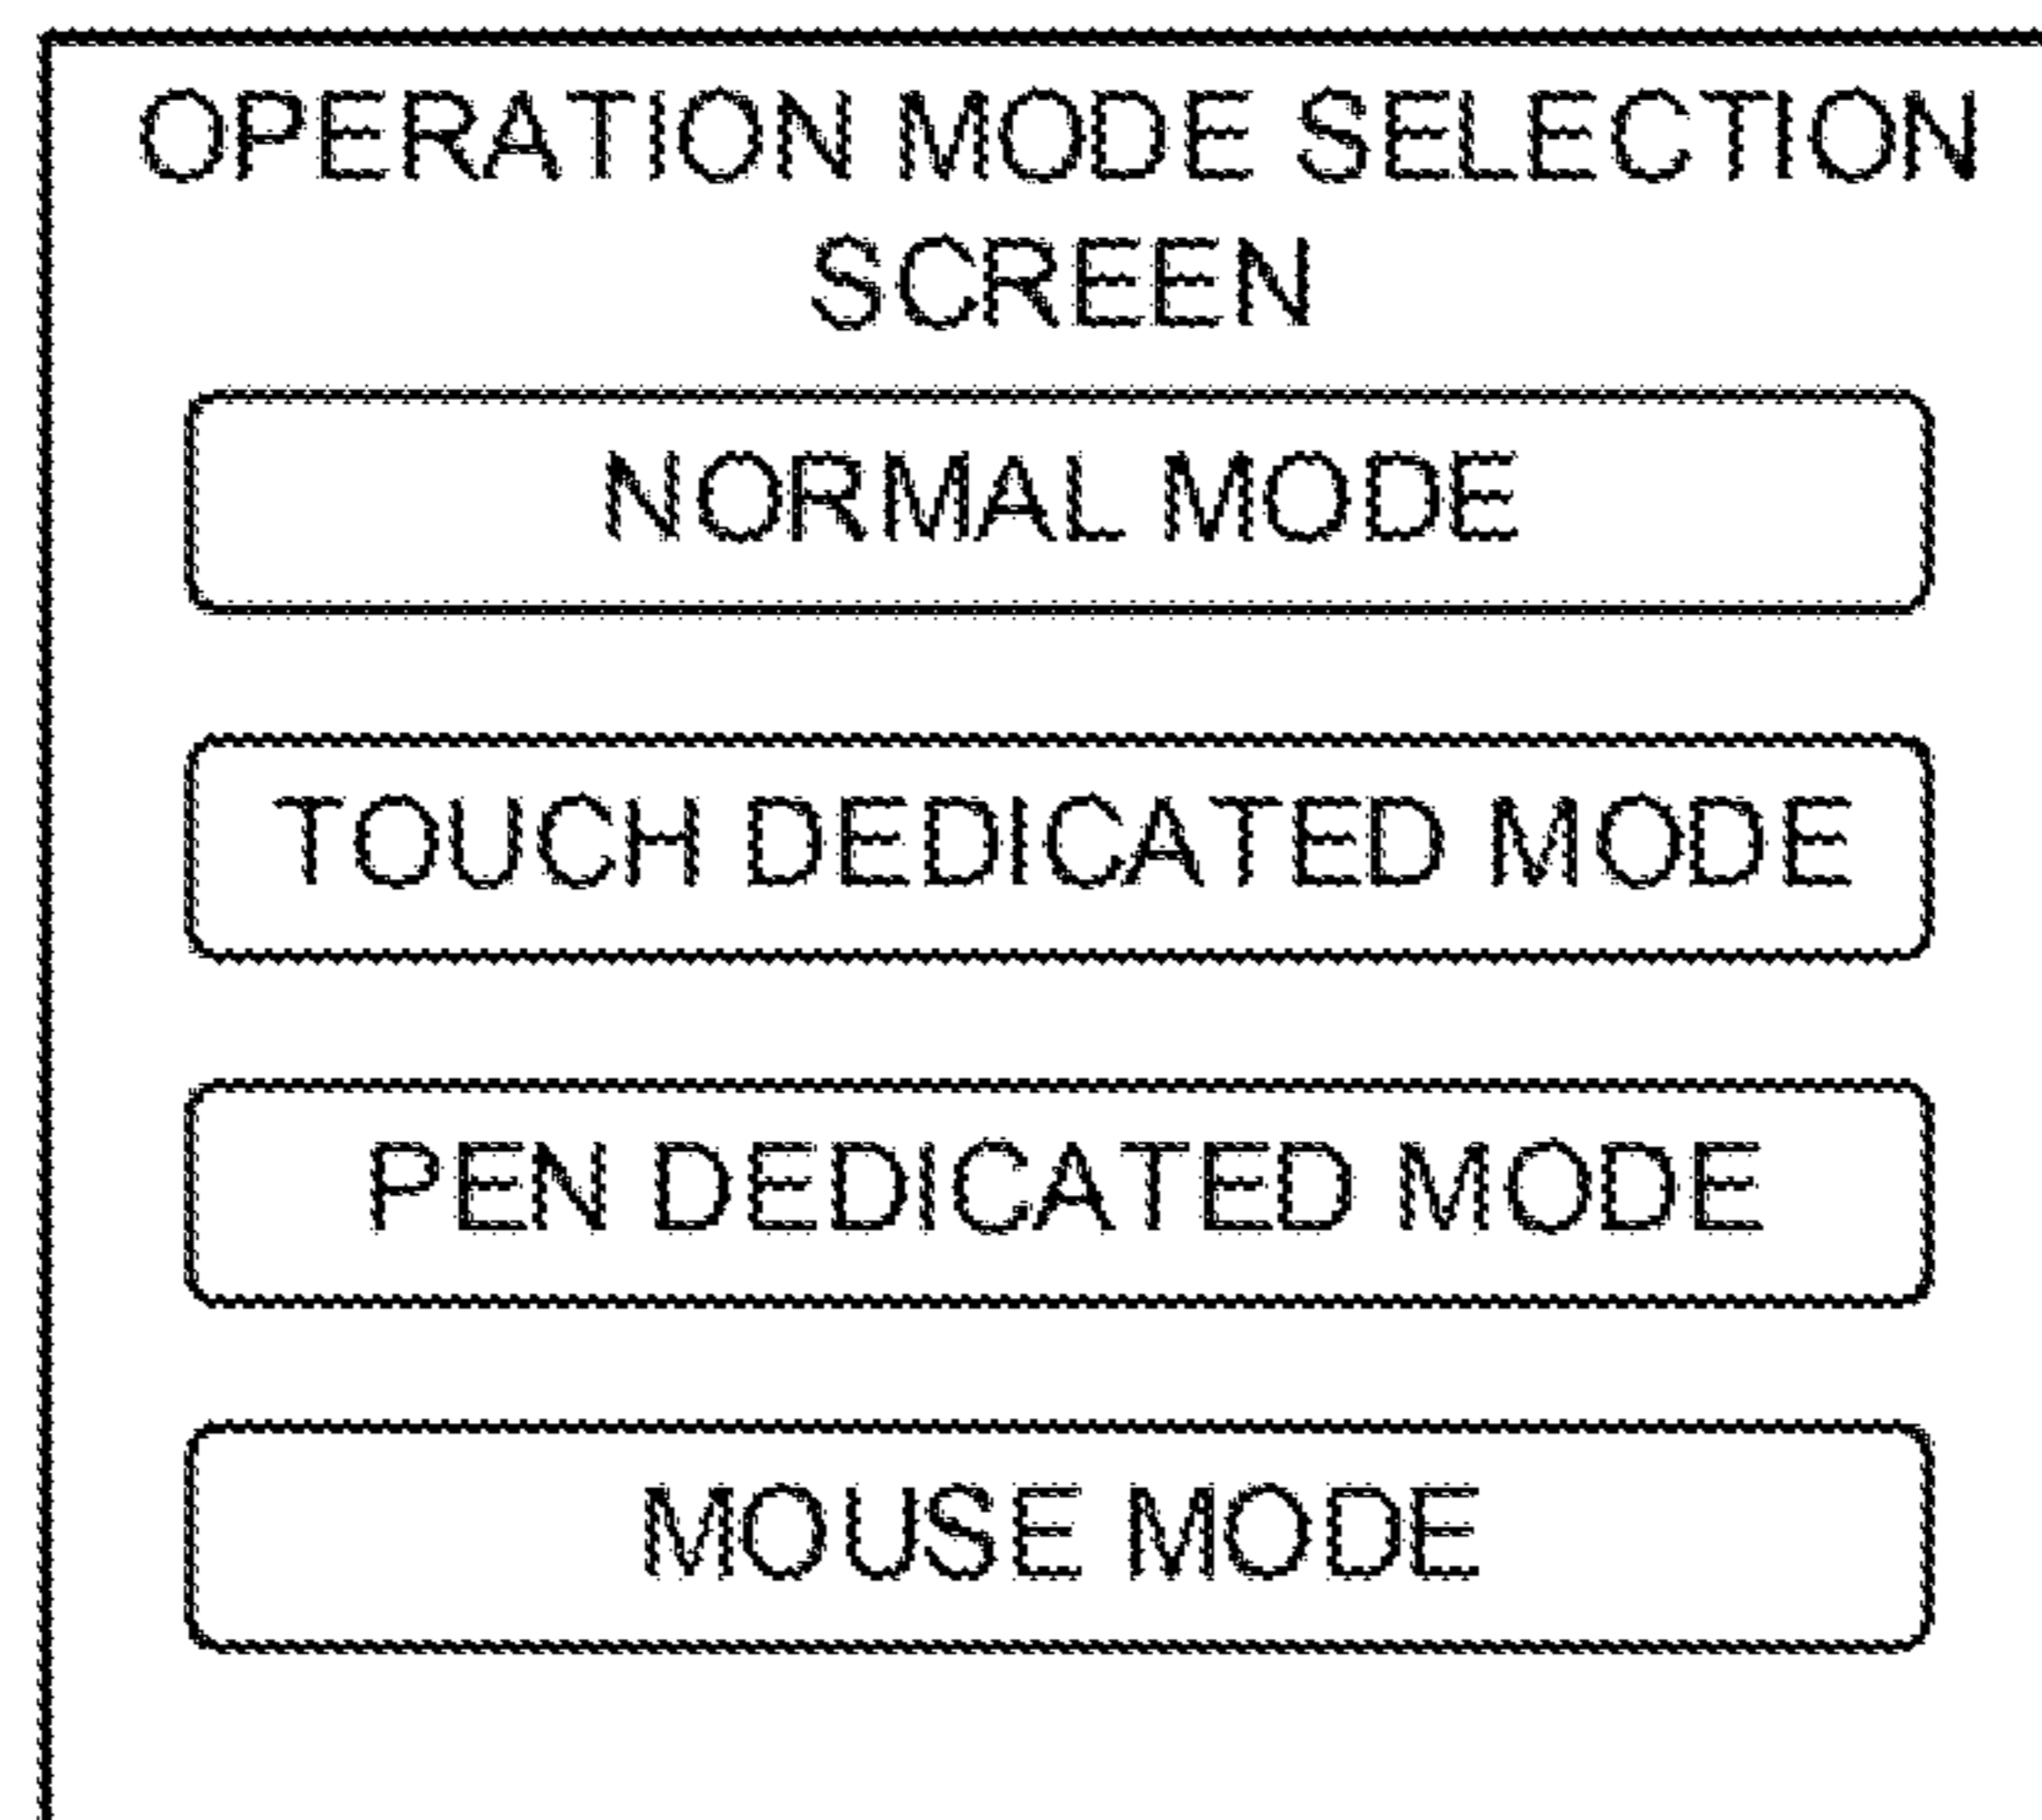 OPERATION MODE SELECTION
SCREEN
NORMAL MODE
TOUCH DEDICATED MODE
PEN DEDICATED MODE
MOUSE MODE